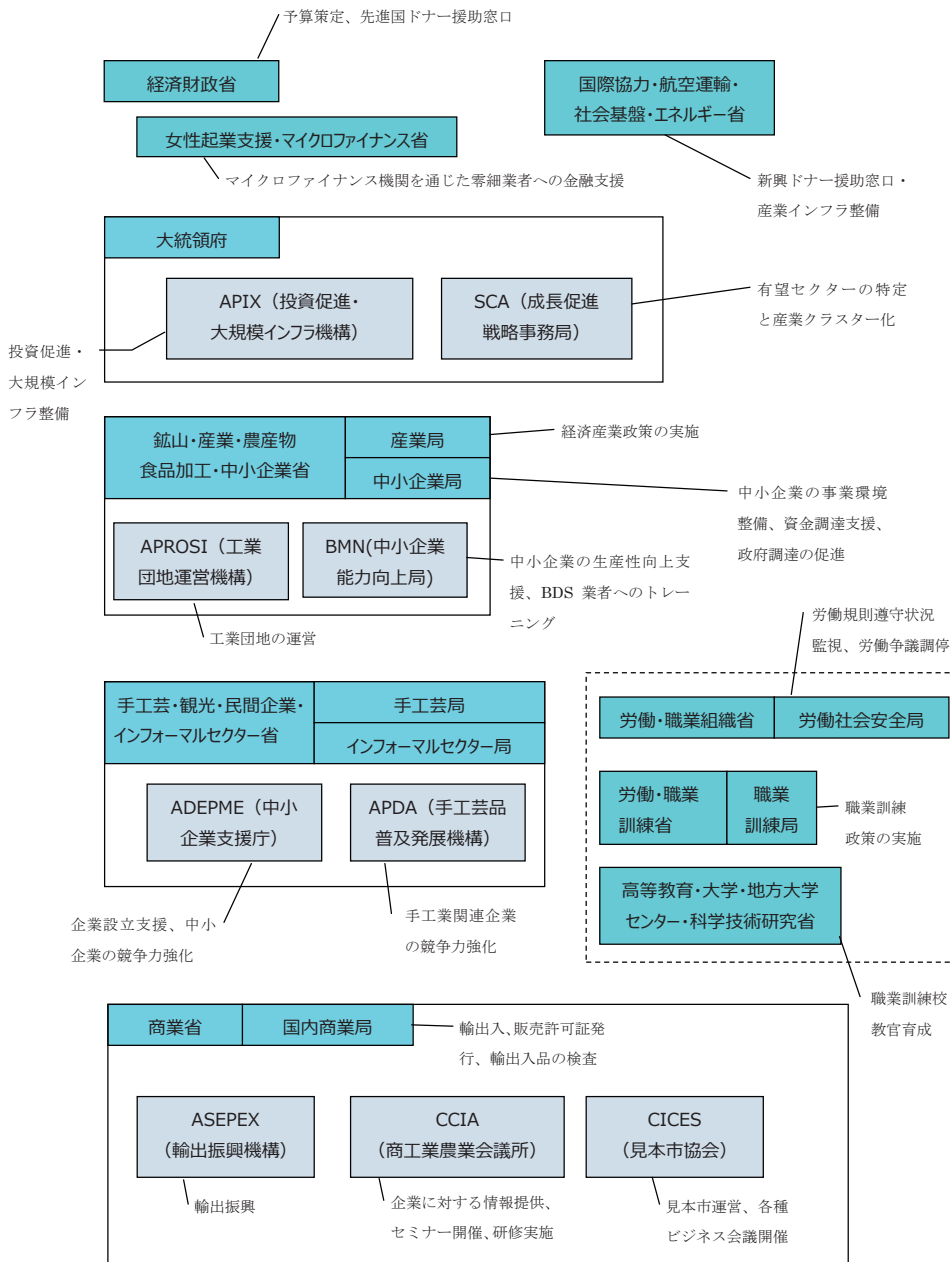 予算策定、先進国ドナー援助窓口
経済財政省
国際協力・航空運輸・
社会基盤・エネルギー省
女性起業支援・マイクロファイナンス省
マイクロファイナンス機関を通じた零細業者への金融支援
新興ドナー援助窓口・
産業インフラ整備
大統領府
APIX（投資促進・
大規模インフラ機構）
SCA（成長促進
戦略事務局）
有望セクターの特定
と産業クラスター化
投資促進・
大規模イン
フラ整備
鉱山・産業・農産物
食品加工・中小企業省
産業局
中小企業局
経済産業政策の実施
中小企業の事業環境
整備、資金調達支援、
政府調達の促進
APROSI（工業
団地運営機構）
BMN(中小企業
能力向上局)
中小企業の生産性向上支
援、BDS 業者へのトレー
ニング
工業団地の運営
労働規則遵守状況
監視、労働争議調停
手工芸・観光・民間企業・
インフォーマルセクター省
手工芸局
インフォーマルセクター局
労働・職業組織省
労働社会安全局
ADEPME（中小
企業支援庁）
APDA（手工芸品
普及発展機構）
労働・職業
訓練省
職業
訓練局
職業訓練
政策の実施
企業設立支援、中小
企業の競争力強化
手工業関連企業
の競争力強化
高等教育・大学・地方大学
センター・科学技術研究省
職業訓練校
教官育成
商業省
国内商業局
輸出入、販売許可証発
行、輸出入品の検査
ASEPEX
（輸出振興機構）
CCIA
（商工業農業会議所）
CICES
（見本市協会）
輸出振興
企業に対する情報提供、
セミナー開催、研修実施
見本市運営、各種
ビジネス会議開催